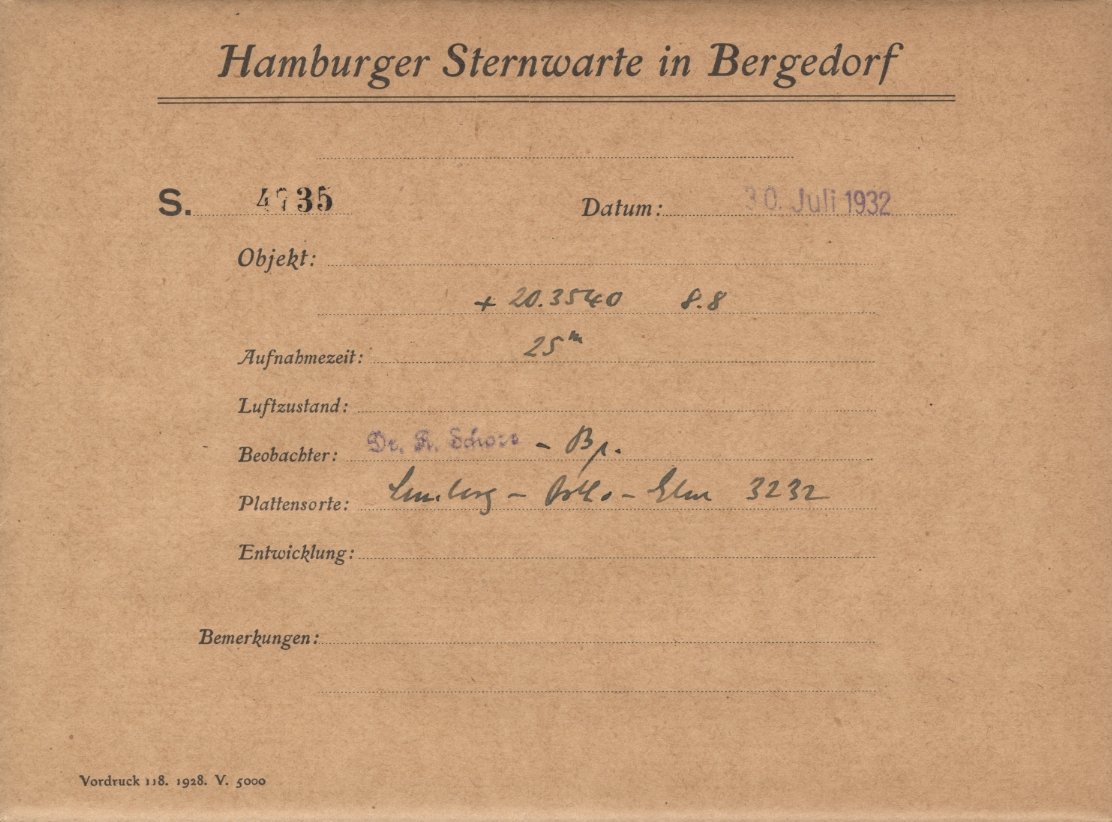 Hamburger Sternwarte in Bergedorf
S. 4735 Datum: 30. Juli 1932
Objekt:
+ 20.3540 8.8
Aufnahmezeit: 25m
Luftzustand:
Beobachter: Dr. K. - Bp.
Plattensorte: 3232
Entwicklung:
Bemerkungen:
Vordruck 118. 1928. V. 5000